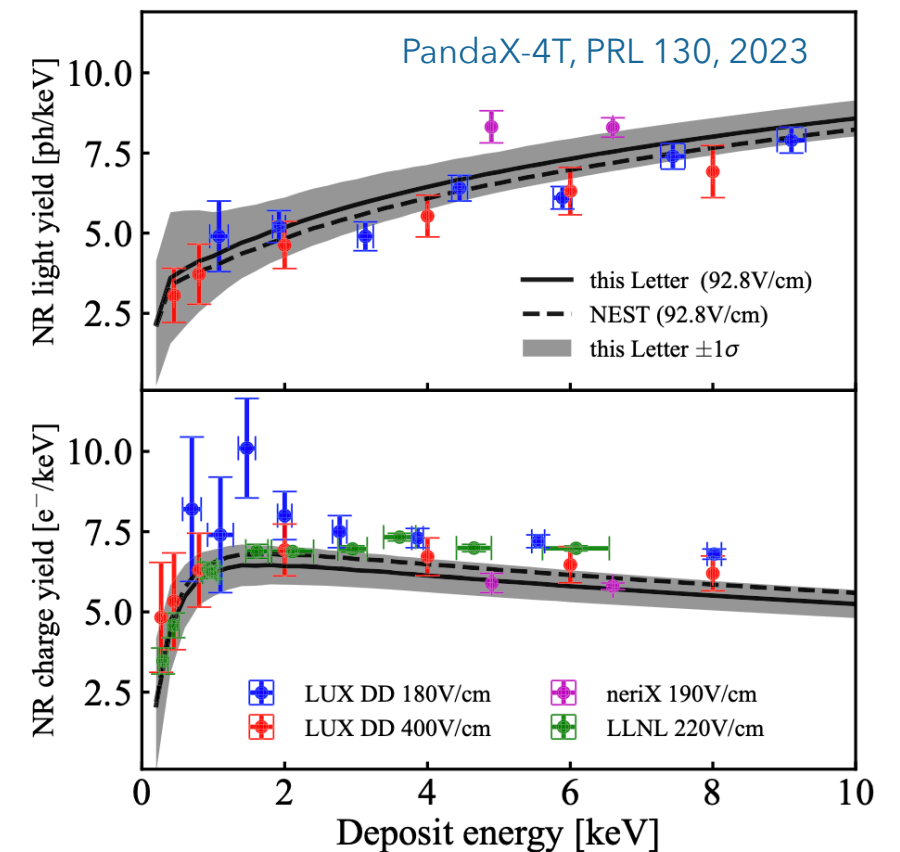 PandaX-4T, PRL 130, 2023
NR light yield [ph/keV]
10.0
7.5
5.0
2.5
this Letter (92.8V/cm)
NEST (92.8V/cm)
this Letter ±1σ
NR charge yield [e⁻/keV]
10.0
7.5
5.0
2.5
LUX DD 180V/cm
neriX 190V/cm
LUX DD 400V/cm
LLNL 220V/cm
0 2 4 6 8 10
Deposit energy [keV]